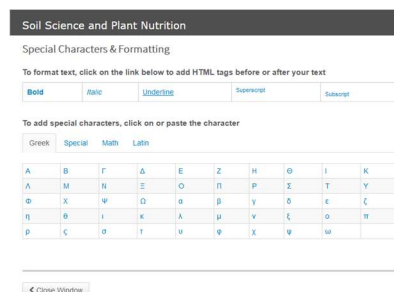 Soil Science and Plant Nutrition
Special Characters & Formatting
To format text, click on the link below to add HTML tags before or after your text
Bold Italic Underline Superscript Subscript
To add special characters, click on or paste the character
Greek Special Math Latin
Α Β Γ Δ Ε Ζ Η Θ Ι Κ
Λ Μ Ν Ξ Ο Π Ρ Σ Τ Υ
Φ Χ Ψ Ω α β γ δ ε ζ
η θ ι κ λ μ ν ξ ο π
ρ ς σ τ υ φ χ ψ ω
Close Window